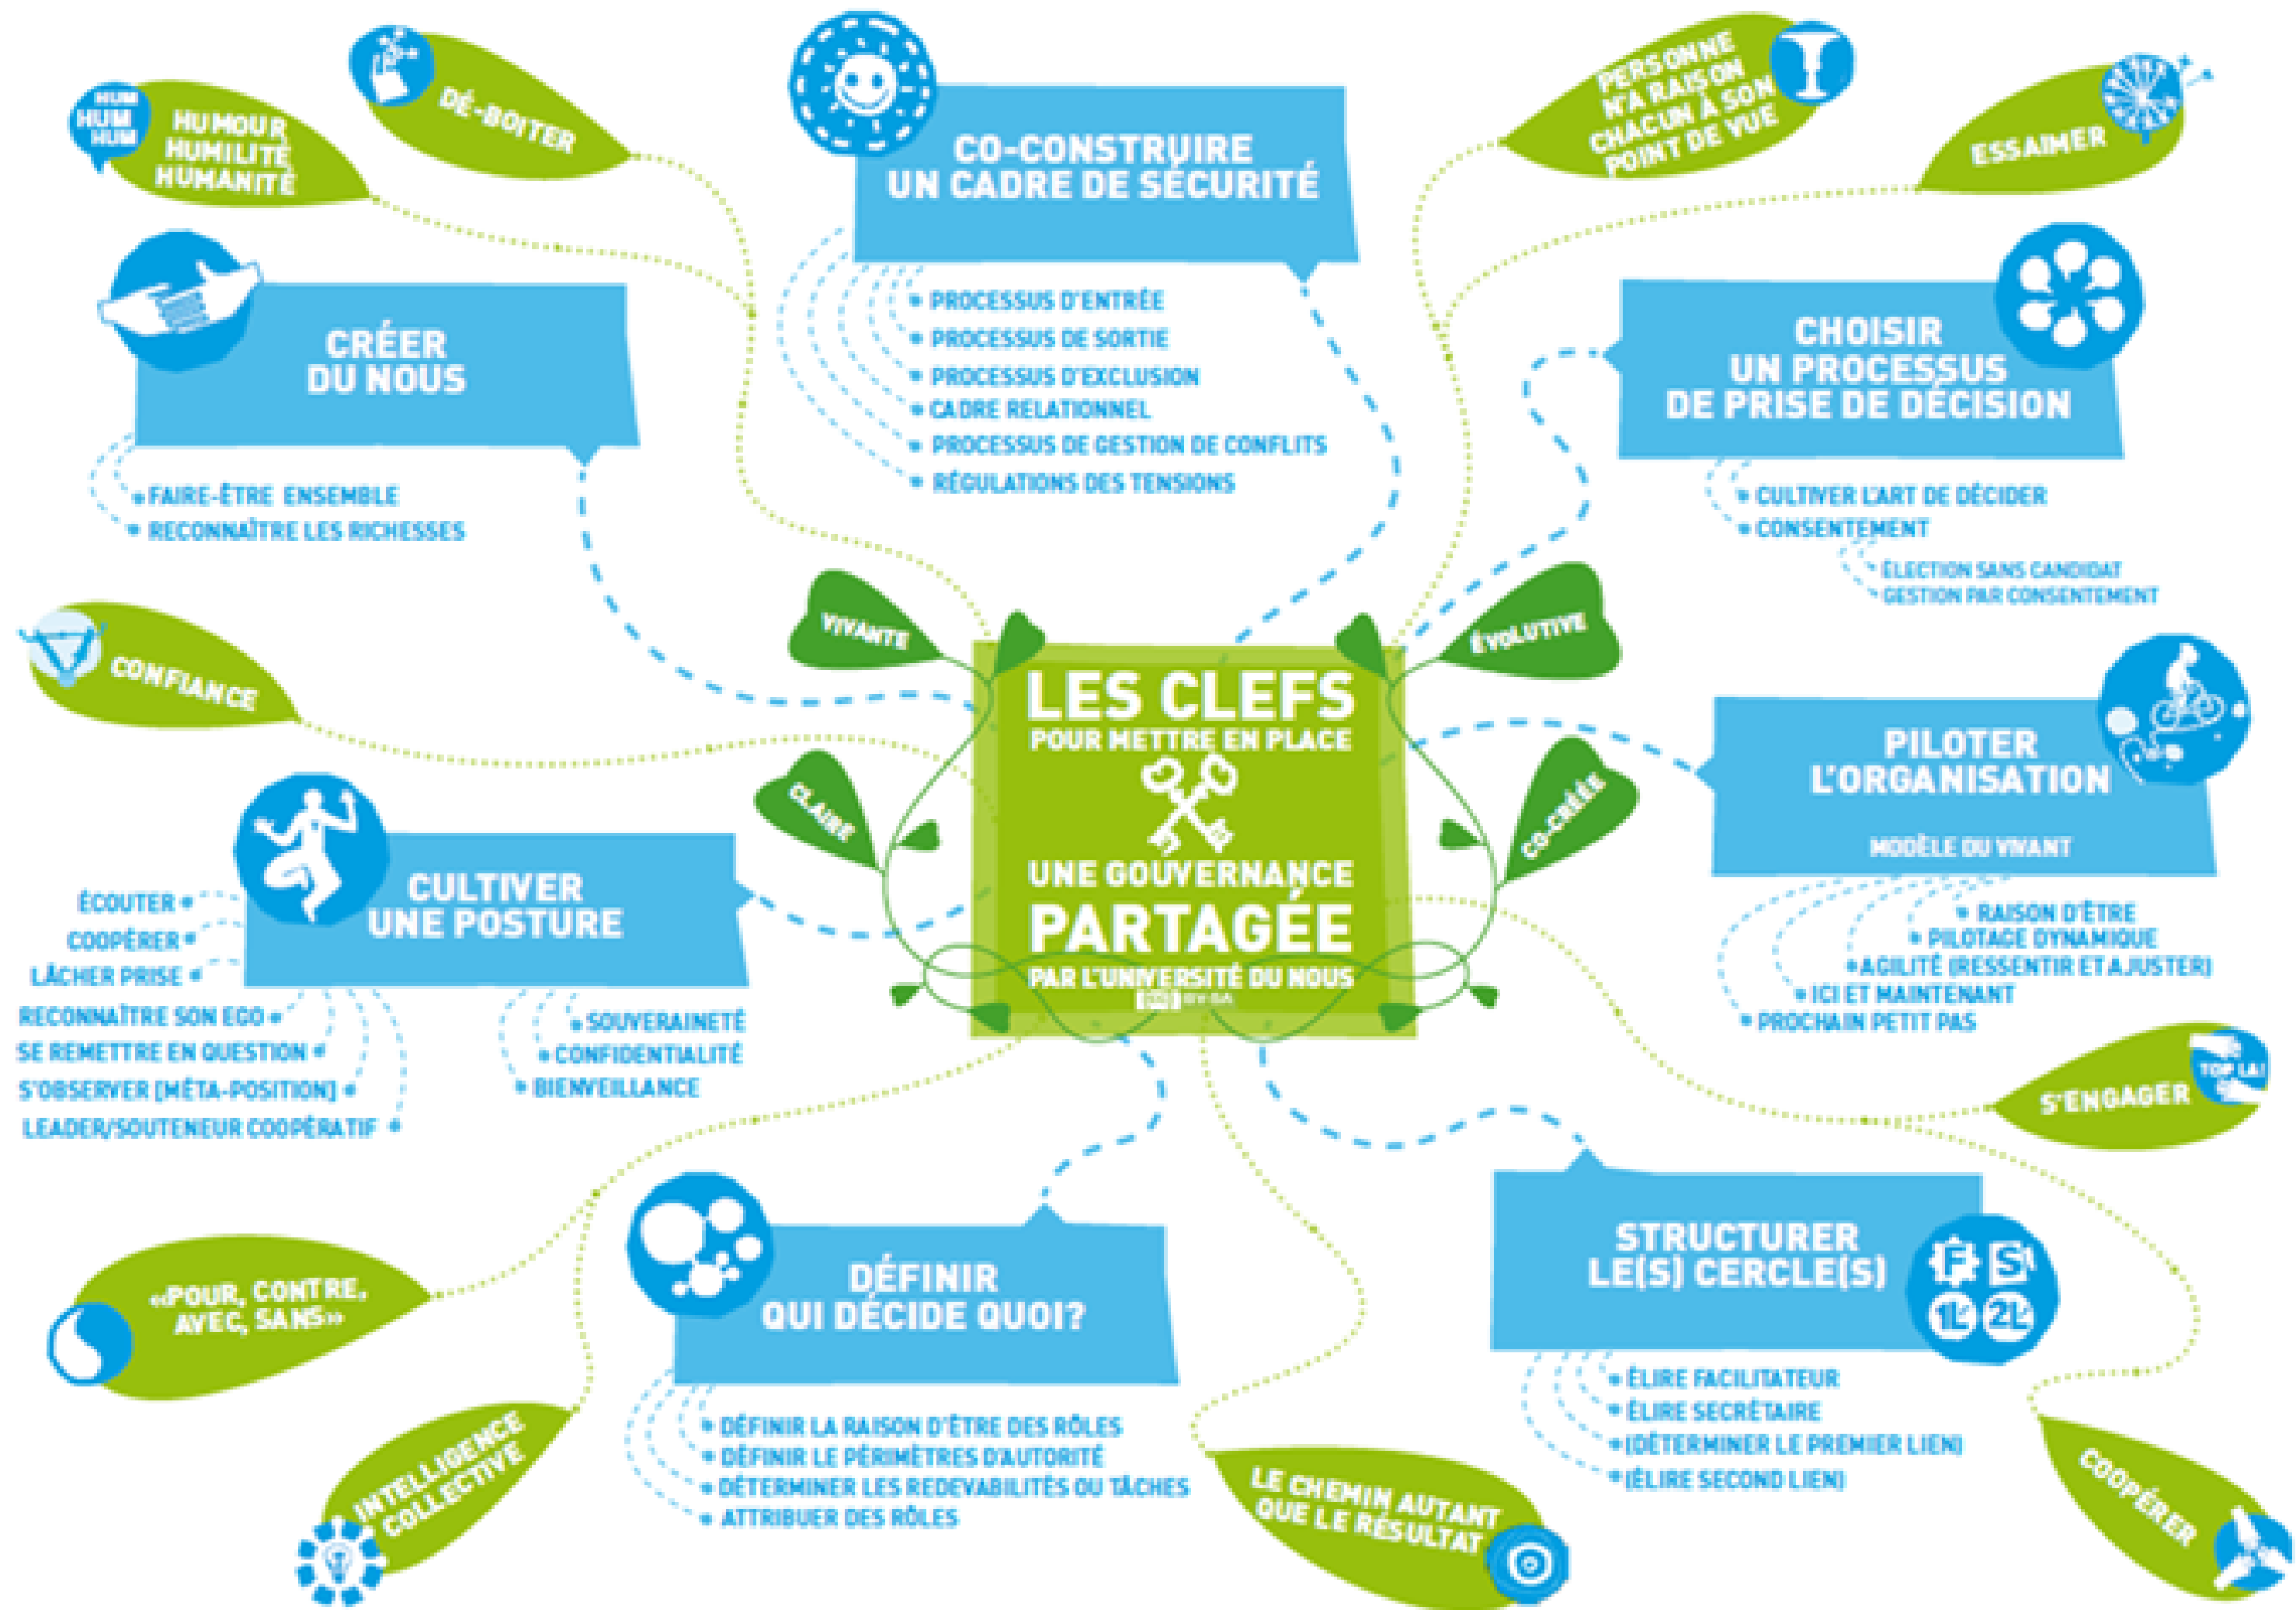 HUM
HUM
HUM
HUMOUR
HUMILITÉ
HUMANITÉ
DÉ-BOITER
CO-CONSTRUIRE
UN CADRE DE SÉCURITÉ
PROCESSUS D'ENTRÉE
PROCESSUS DE SORTIE
PROCESSUS D'EXCLUSION
CADRE RELATIONNEL
PROCESSUS DE GESTION DE CONFLITS
RÉGULATIONS DES TENSIONS
PERSONNE
N'A RAISON
CHACUN À SON
POINT DE VUE
ESSAIMER
CRÉER
DU NOUS
FAIRE-ÊTRE ENSEMBLE
RECONNAÎTRE LES RICHESSES
CHOISIR
UN PROCESSUS
DE PRISE DE DÉCISION
CULTIVER L'ART DE DÉCIDER
CONSENTEMENT
ÉLECTION SANS CANDIDAT
GESTION PAR CONSENTEMENT
CONFIANCE
VIVANTE
CLAIRE
ÉVOLUTIVE
CO-CRÉÉE
LES CLEFS
POUR METTRE EN PLACE
UNE GOUVERNANCE
PARTAGÉE
PAR L'UNIVERSITÉ DU NOUS
BY-SA
PILOTER
L'ORGANISATION
MODÈLE DU VIVANT
RAISON D'ÊTRE
PILOTAGE DYNAMIQUE
AGILITÉ (RESSENTIR ET AJUSTER)
ICI ET MAINTENANT
PROCHAIN PETIT PAS
CULTIVER
UNE POSTURE
ÉCOUTER
COOPÉRER
LÂCHER PRISE
RECONNAÎTRE SON EGO
SE REMETTRE EN QUESTION
S'OBSERVER [MÉTA-POSITION]
LEADER/SOUTENEUR COOPÉRATIF
SOUVERAINETÉ
CONFIDENTIALITÉ
BIENVEILLANCE
S'ENGAGER
TOP LA!
«POUR, CONTRE,
AVEC, SANS»
INTELLIGENCE
COLLECTIVE
DÉFINIR
QUI DÉCIDE QUOI?
DÉFINIR LA RAISON D'ÊTRE DES RÔLES
DÉFINIR LE PÉRIMÈTRES D'AUTORITÉ
DÉTERMINER LES REDEVABILITÉS OU TÂCHES
ATTRIBUER DES RÔLES
LE CHEMIN AUTANT
QUE LE RÉSULTAT
STRUCTURER
LE(S) CERCLE(S)
F S
1L 2L
ÉLIRE FACILITATEUR
ÉLIRE SECRÉTAIRE
(DÉTERMINER LE PREMIER LIEN)
(ÉLIRE SECOND LIEN)
COOPÉRER